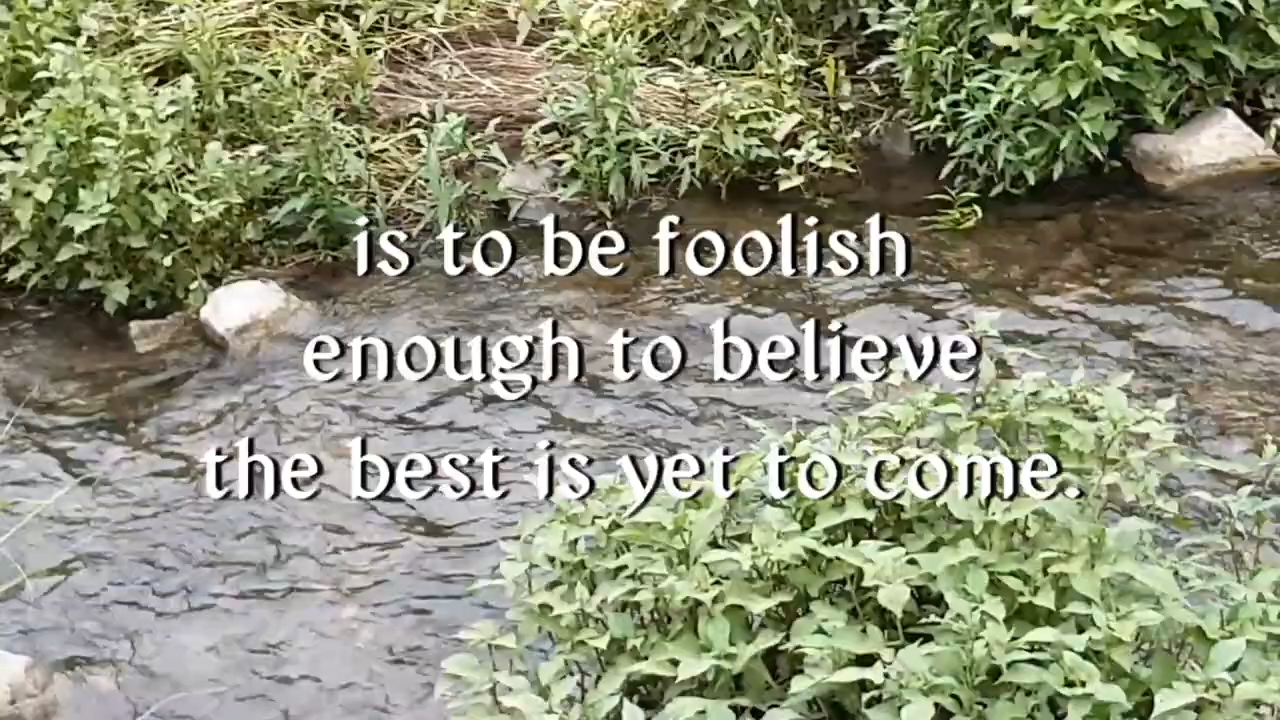 is to be foolish
enough to believe
the best is yet to come.